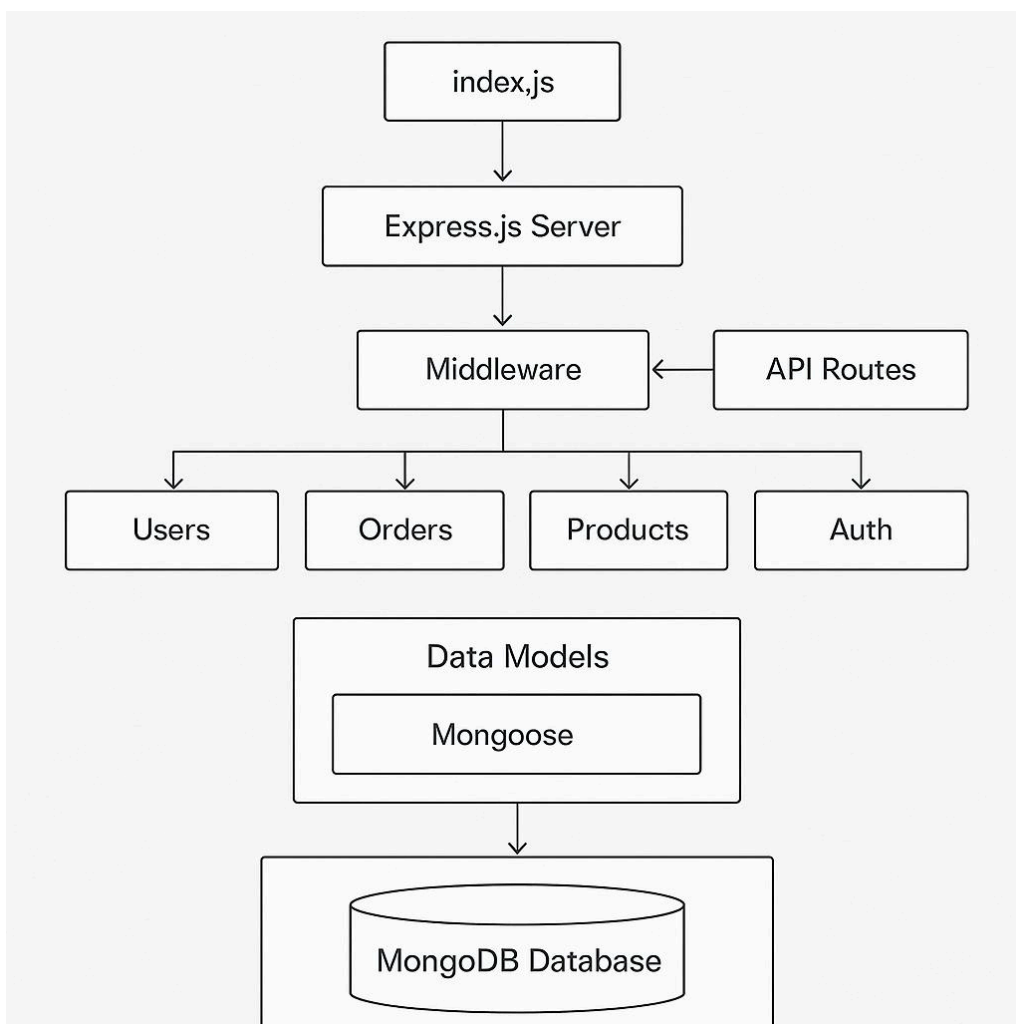 index,js
Express.js Server
Middleware
API Routes
Users
Orders
Products
Auth
Data Models
Mongoose
MongoDB Database